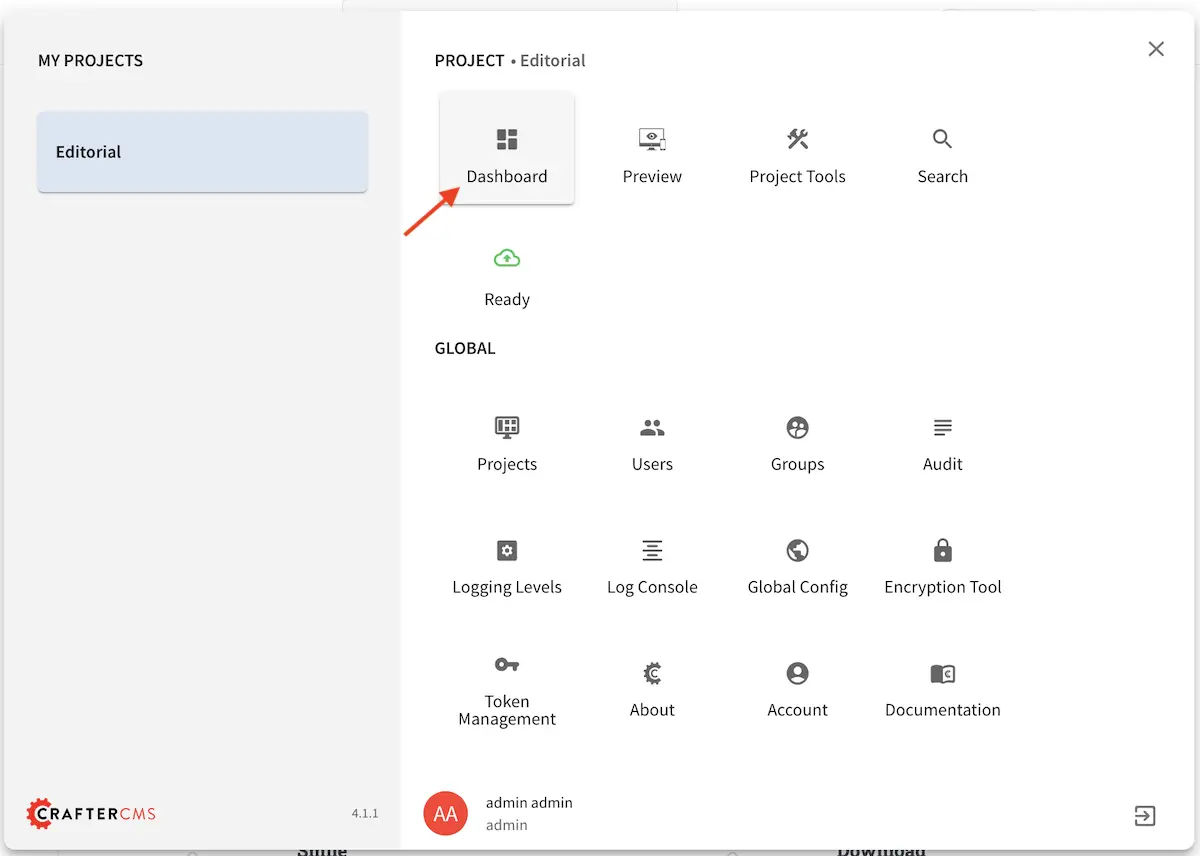 MY PROJECTS
Editorial
PROJECT • Editorial
Dashboard
Preview
Project Tools
Search
Ready
GLOBAL
Projects
Users
Groups
Audit
Logging Levels
Log Console
Global Config
Encryption Tool
Token
Management
About
Account
Documentation
CRAFTERCMS
4.1.1
AA
admin admin
admin